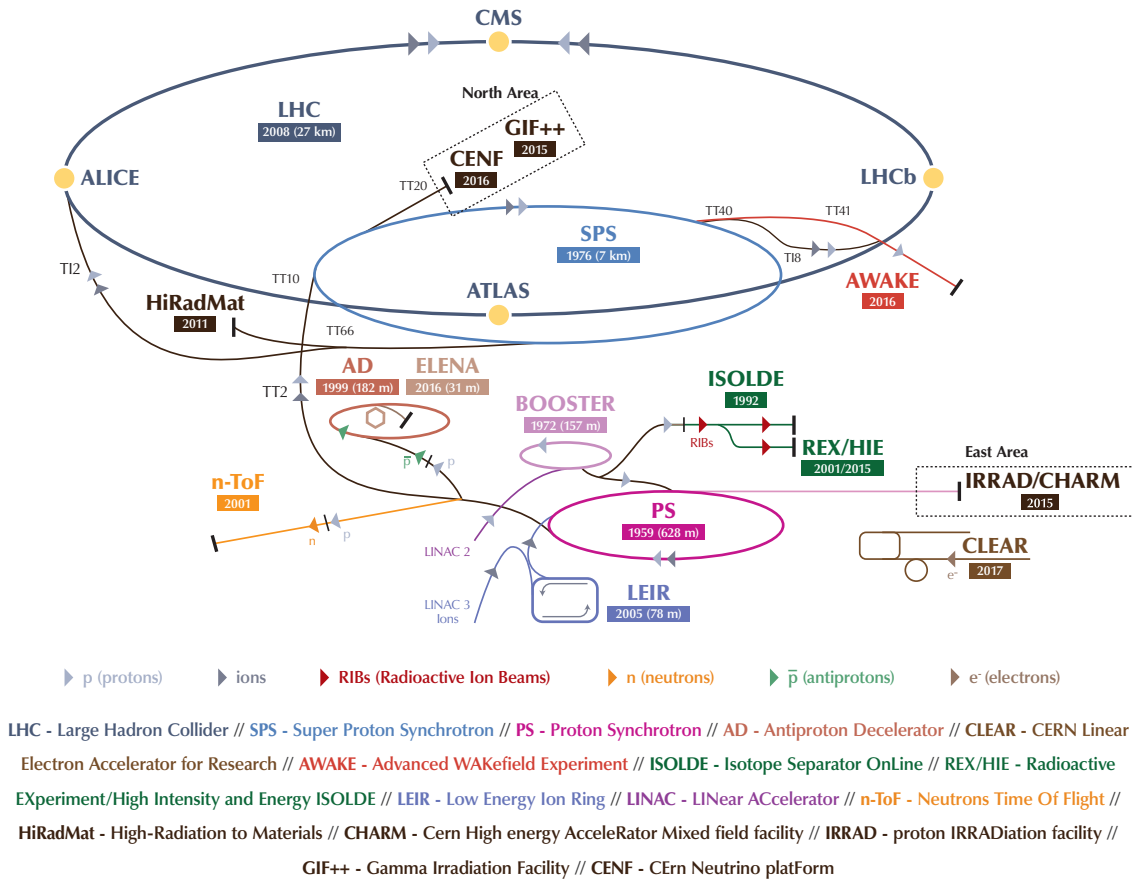 CMS
North Area
LHC
2008 (27 km)
GIF++
2015
CENF
2016
ALICE
TT20
LHCb
TT40
TT41
SPS
1976 (7 km)
TI8
TI2
TT10
AWAKE
2016
ATLAS
HiRadMat
2011
TT66
AD
1999 (182 m)
ELENA
2016 (31 m)
TT2
ISOLDE
1992
BOOSTER
1972 (157 m)
RIBs
REX/HIE
2001/2015
p̅
p
East Area
IRRAD/CHARM
2015
n-ToF
2001
PS
1959 (628 m)
n
p
LINAC 2
CLEAR
2017
e-
LEIR
2005 (78 m)
LINAC 3
Ions
p (protons)
ions
RIBs (Radioactive Ion Beams)
n (neutrons)
p̅ (antiprotons)
e- (electrons)
LHC - Large Hadron Collider // SPS - Super Proton Synchrotron // PS - Proton Synchrotron // AD - Antiproton Decelerator // CLEAR - CERN Linear
Electron Accelerator for Research // AWAKE - Advanced WAKefield Experiment // ISOLDE - Isotope Separator OnLine // REX/HIE - Radioactive
EXperiment/High Intensity and Energy ISOLDE // LEIR - Low Energy Ion Ring // LINAC - LINear ACcelerator // n-ToF - Neutrons Time Of Flight //
HiRadMat - High-Radiation to Materials // CHARM - Cern High energy AcceleRator Mixed field facility // IRRAD - proton IRRADiation facility //
GIF++ - Gamma Irradiation Facility // CENF - CErn Neutrino platForm